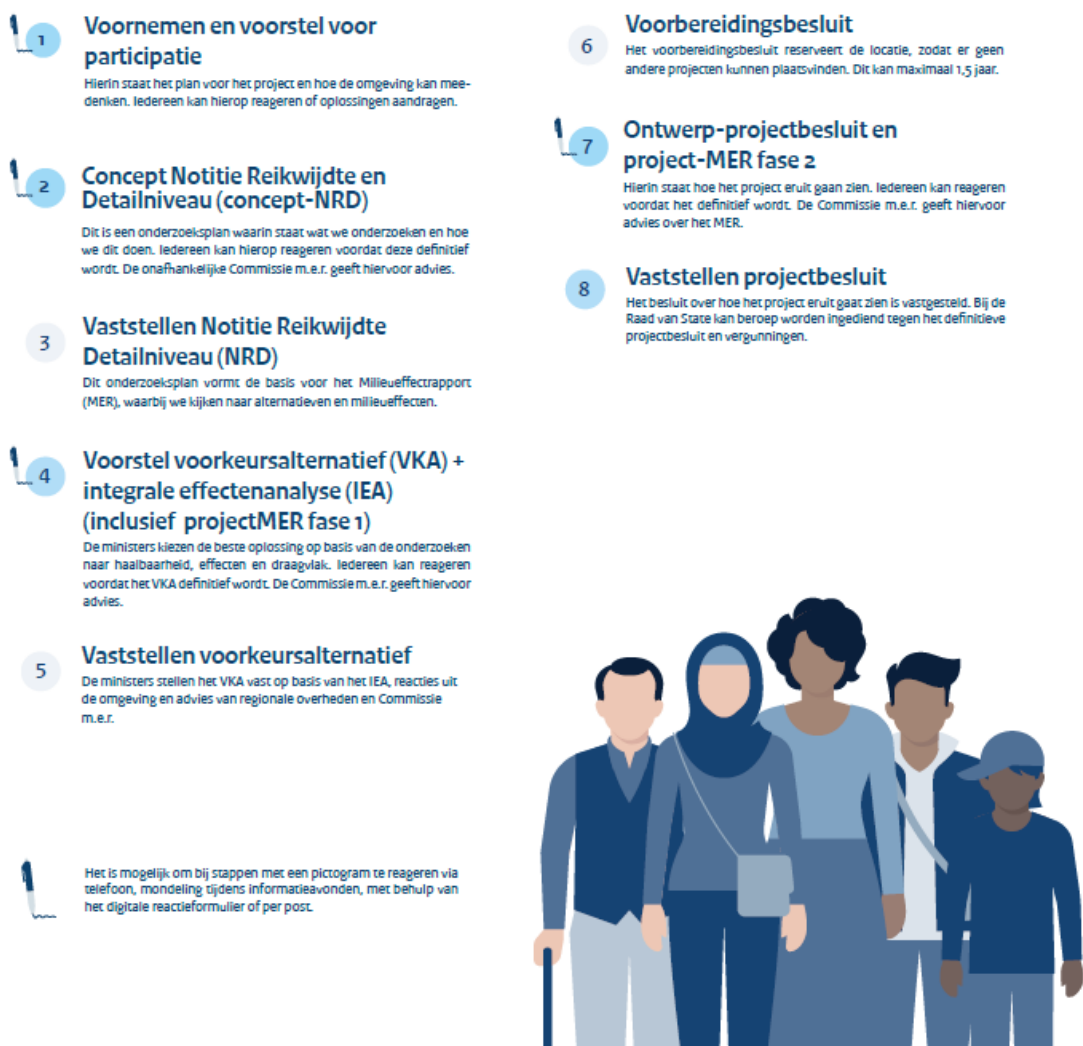 1
Voornemen en voorstel voor
participatie
Hierin staat het plan voor het project en hoe de omgeving kan mee-
denken. Iedereen kan hierop reageren of oplossingen aandragen.
2
Concept Notitie Reikwijdte en
Detailniveau (concept-NRD)
Dit is een onderzoeksplan waarin staat wat we onderzoeken en hoe
we dit doen. Iedereen kan hierop reageren voordat deze definitief
wordt. De onafhankelijke Commissie m.e.r. geeft hiervoor advies.
3
Vaststellen Notitie Reikwijdte
Detailniveau (NRD)
Dit onderzoeksplan vormt de basis voor het Milieueffectrapport
(MER), waarbij we kijken naar alternatieven en milieueffecten.
4
Voorstel voorkeursalternatief (VKA) +
integrale effectenanalyse (IEA)
(inclusief projectMER fase 1)
De ministers kiezen de beste oplossing op basis van de onderzoeken
naar haalbaarheid, effecten en draagvlak. Iedereen kan reageren
voordat het VKA definitief wordt. De Commissie m.e.r. geeft hiervoor
advies.
5
Vaststellen voorkeursalternatief
De ministers stellen het VKA vast op basis van het IEA, reacties uit
de omgeving en advies van regionale overheden en Commissie
m.e.r.
Het is mogelijk om bij stappen met een pictogram te reageren via
telefoon, mondeling tijdens informatieavonden, met behulp van
het digitale reactieformulier of per post.
6
Voorbereidingsbesluit
Het voorbereidingsbesluit reserveert de locatie, zodat er geen
andere projecten kunnen plaatsvinden. Dit kan maximaal 1,5 jaar.
7
Ontwerp-projectbesluit en
project-MER fase 2
Hierin staat hoe het project eruit gaan zien. Iedereen kan reageren
voordat het definitief wordt. De Commissie m.e.r. geeft hiervoor
advies over het MER.
8
Vaststellen projectbesluit
Het besluit over hoe het project eruit gaat zien is vastgesteld. Bij de
Raad van State kan beroep worden ingediend tegen het definitieve
projectbesluit en vergunningen.